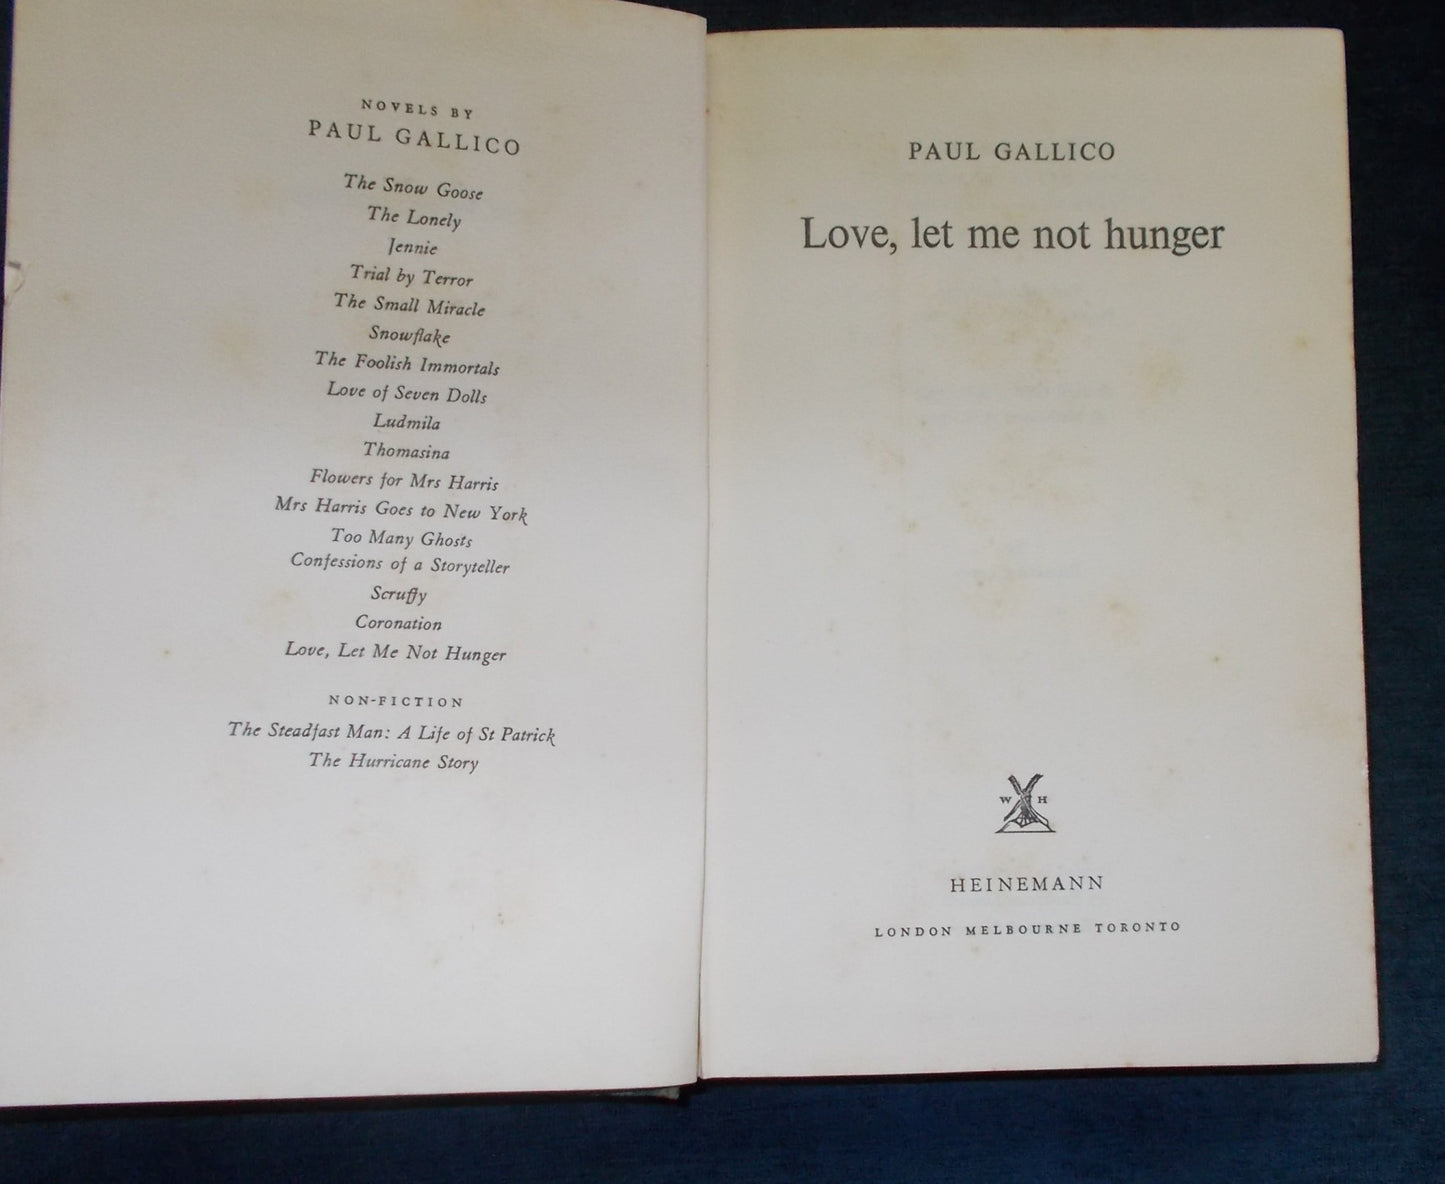 NOVELS BY
PAUL GALLICO
The Snow Goose
The Lonely
Jennie
Trial by Terror
The Small Miracle
Snowflake
The Foolish Immortals
Love of Seven Dolls
Ludmila
Thomasina
Flowers for Mrs Harris
Mrs Harris Goes to New York
Too Many Ghosts
Confessions of a Storyteller
Scruffy
Coronation
Love, Let Me Not Hunger
NON-FICTION
The Steadfast Man: A Life of St Patrick
The Hurricane Story
PAUL GALLICO
Love, let me not hunger
W H
HEINEMANN
LONDON MELBOURNE TORONTO